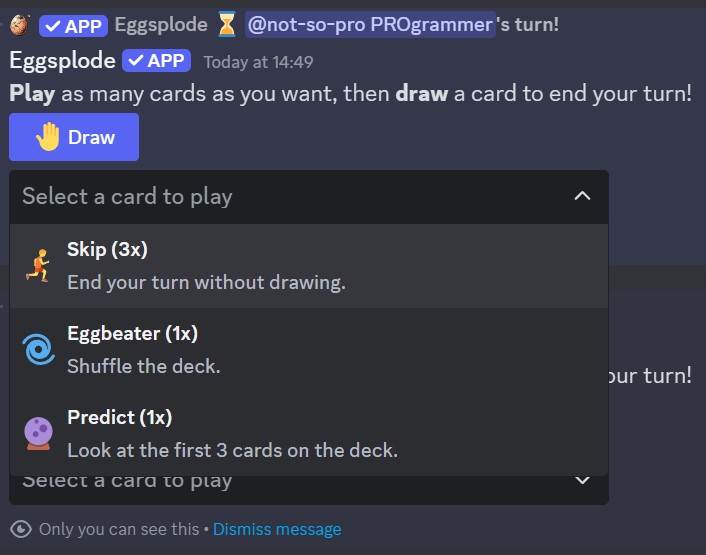 APP Eggsplode @not-so-pro PROgrammer's turn!
Eggsplode APP Today at 14:49
Play as many cards as you want, then draw a card to end your turn!
Draw
Select a card to play
Skip (3x)
End your turn without drawing.
Eggbeater (1x)
Shuffle the deck.
our turn!
Predict (1x)
Look at the first 3 cards on the deck.
Select a card to play
Only you can see this • Dismiss message